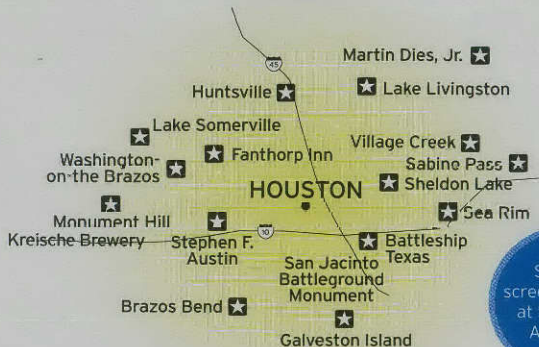 45
Martin Dies, Jr.
Huntsville
Lake Livingston
Lake Somerville
Village Creek
Washington-
on-the Brazos
Fanthorp Inn
Sabine Pass
Sheldon Lake
HOUSTON
Monument Hill
Kreische Brewery
Sea Rim
Stephen F.
Austin
10
Battleship
Texas
San Jacinto
Battleground
Monument
Brazos Bend
Galveston Island
at